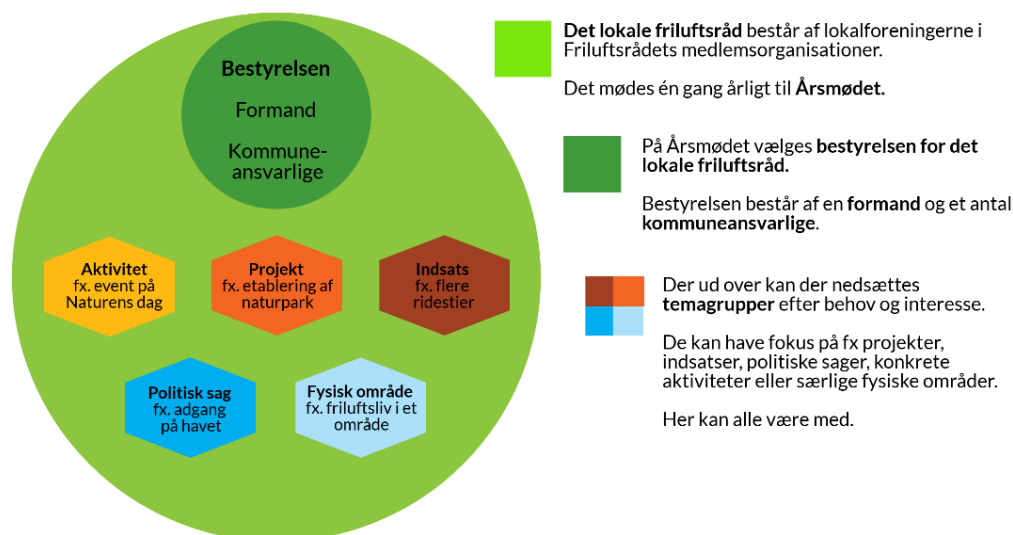 Bestyrelsen
Formand
Kommune-
ansvarlige
Aktivitet
fx. event på
Naturens dag
Projekt
fx. etablering af
naturpark
Indsats
fx. flere
ridestier
Politisk sag
fx. adgang
på havet
Fysisk område
fx. friluftsliv i et
område
Det lokale friluftsråd består af lokalforeningerne i
Friluftsrådets medlemsorganisationer.
Det mødes én gang årligt til Årsmødet.
På Årsmødet vælges bestyrelsen for det
lokale friluftsråd.
Bestyrelsen består af en formand og et antal
kommuneansvarlige.
Der ud over kan der nedsættes
temagrupper efter behov og interesse.
De kan have fokus på fx projekter,
indsatser, politiske sager, konkrete
aktiviteter eller særlige fysiske områder.
Her kan alle være med.